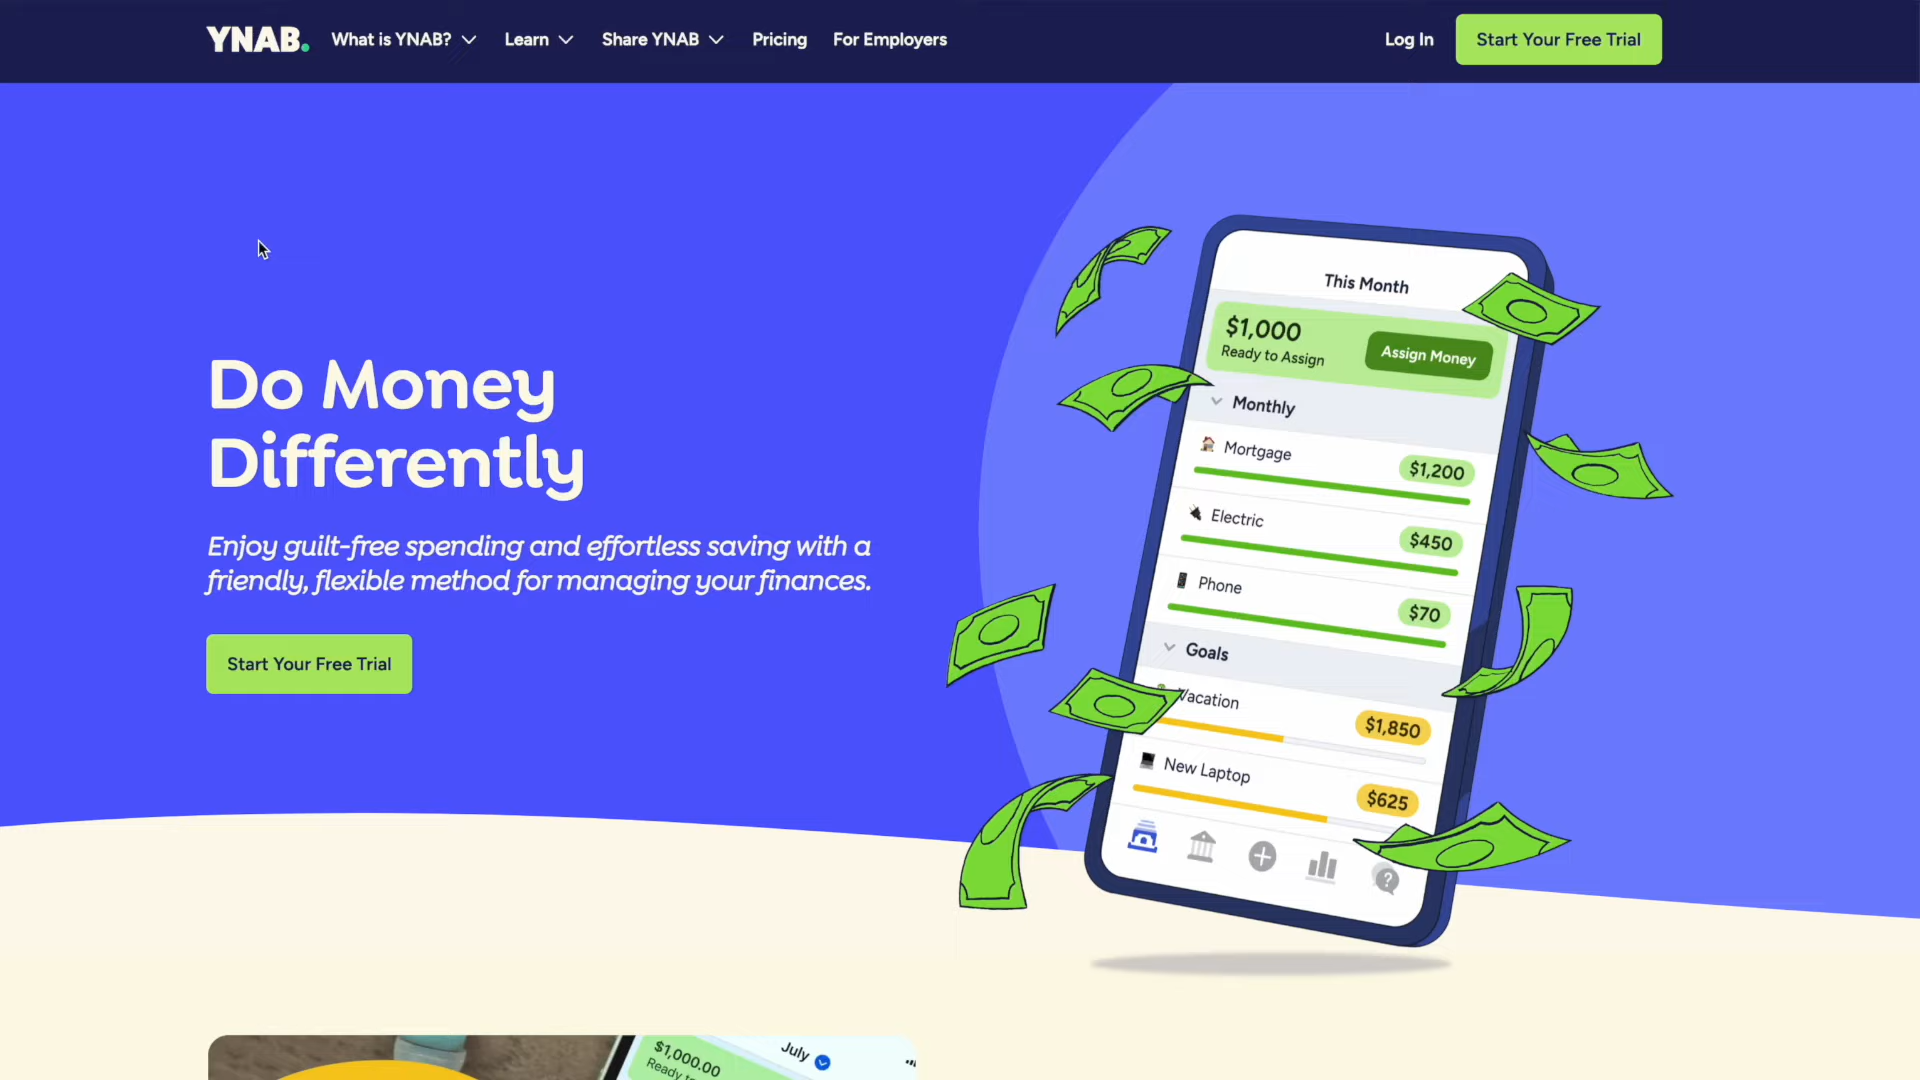 YNAB.
What is YNAB?
Learn
Share YNAB
Pricing
For Employers
Log In
Start Your Free Trial
Do Money
Differently
Enjoy guilt-free spending and effortless saving with a
friendly, flexible method for managing your finances.
Start Your Free Trial
This Month
$1,000
Ready to Assign
Assign Money
Monthly
Mortgage
$1,200
Electric
$450
Phone
$70
Goals
Vacation
$1,850
New Laptop
$625
?
July
$1,000.00